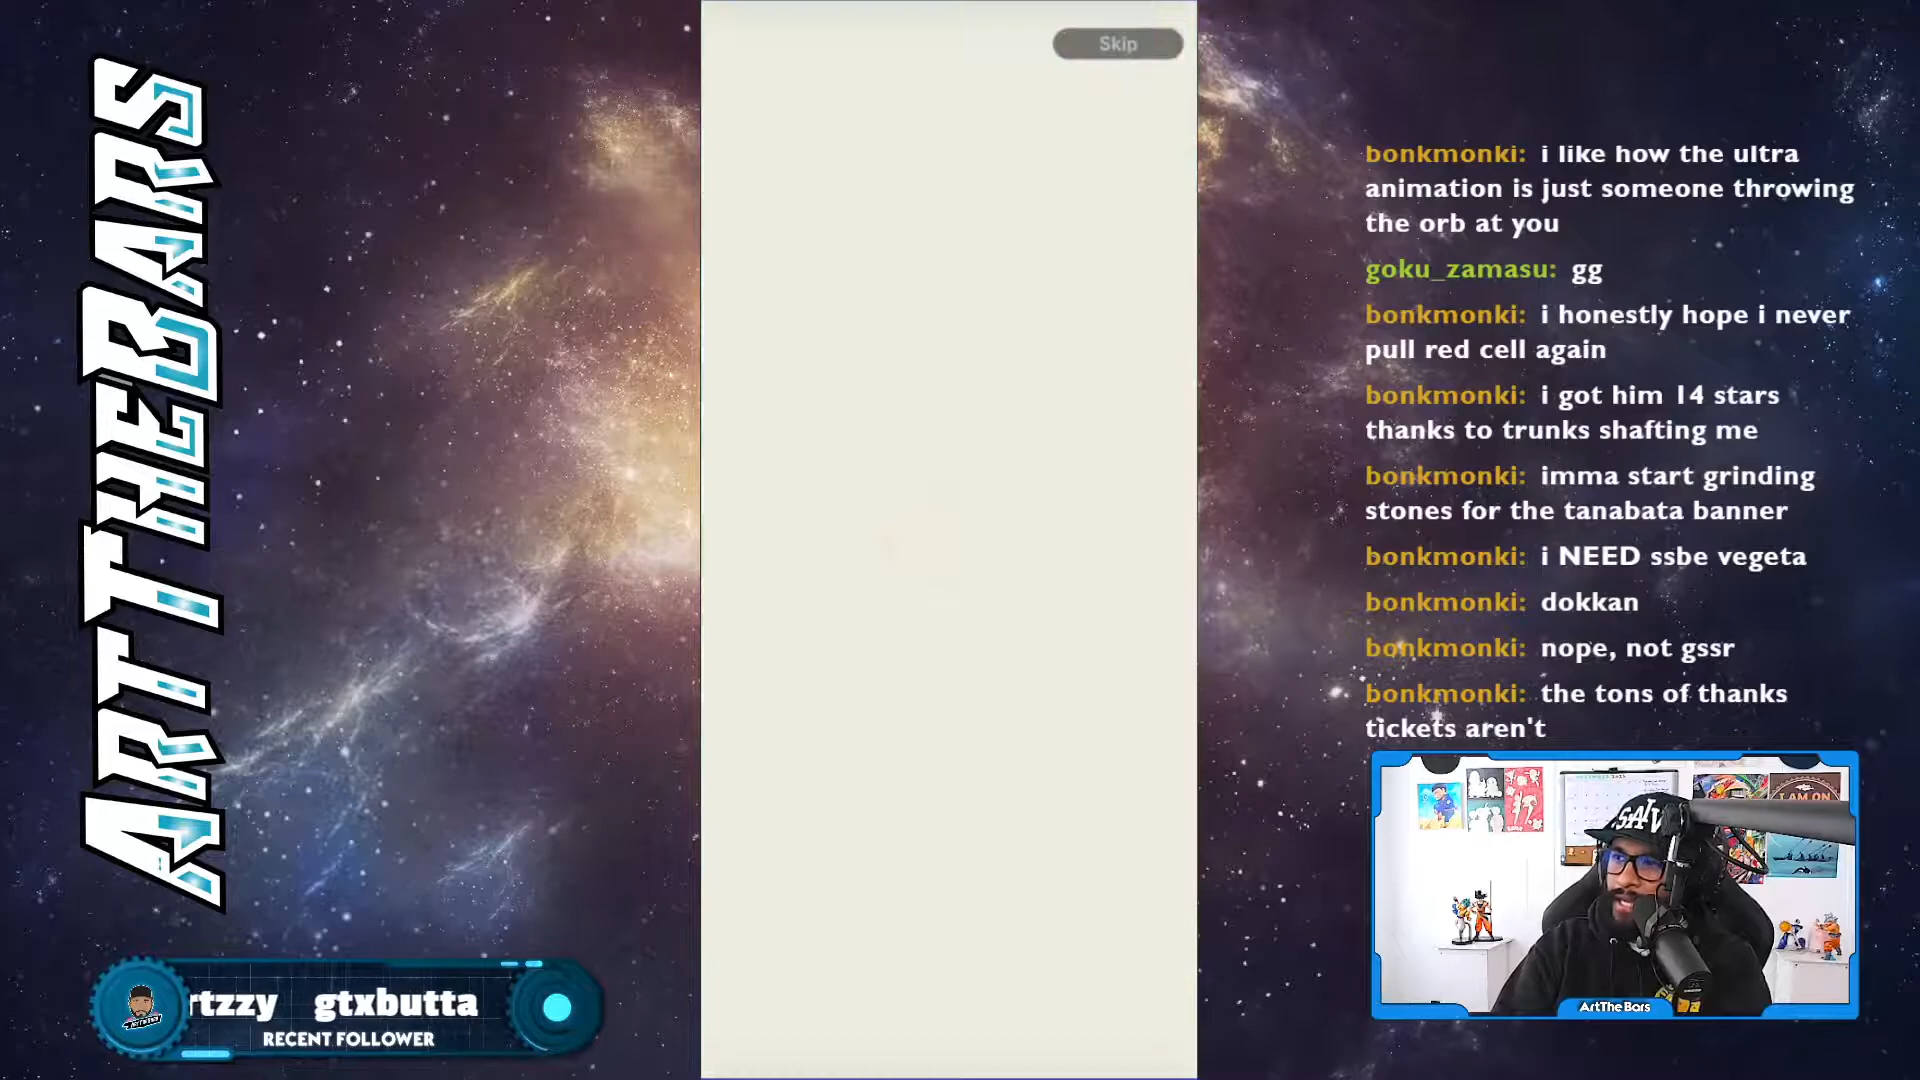 ARTTHEBARS
Skip
bonkmonki: i like how the ultra
animation is just someone throwing
the orb at you
goku_zamasu: gg
bonkmonki: i honestly hope i never
pull red cell again
bonkmonki: i got him 14 stars
thanks to trunks shafting me
bonkmonki: imma start grinding
stones for the tanabata banner
bonkmonki: i NEED ssbe vegeta
bonkmonki: dokkan
bonkmonki: nope, not gssr
bonkmonki: the tons of thanks
tickets aren't
I AM ON
ArtTheBars
rtzzy gtxbutta
RECENT FOLLOWER